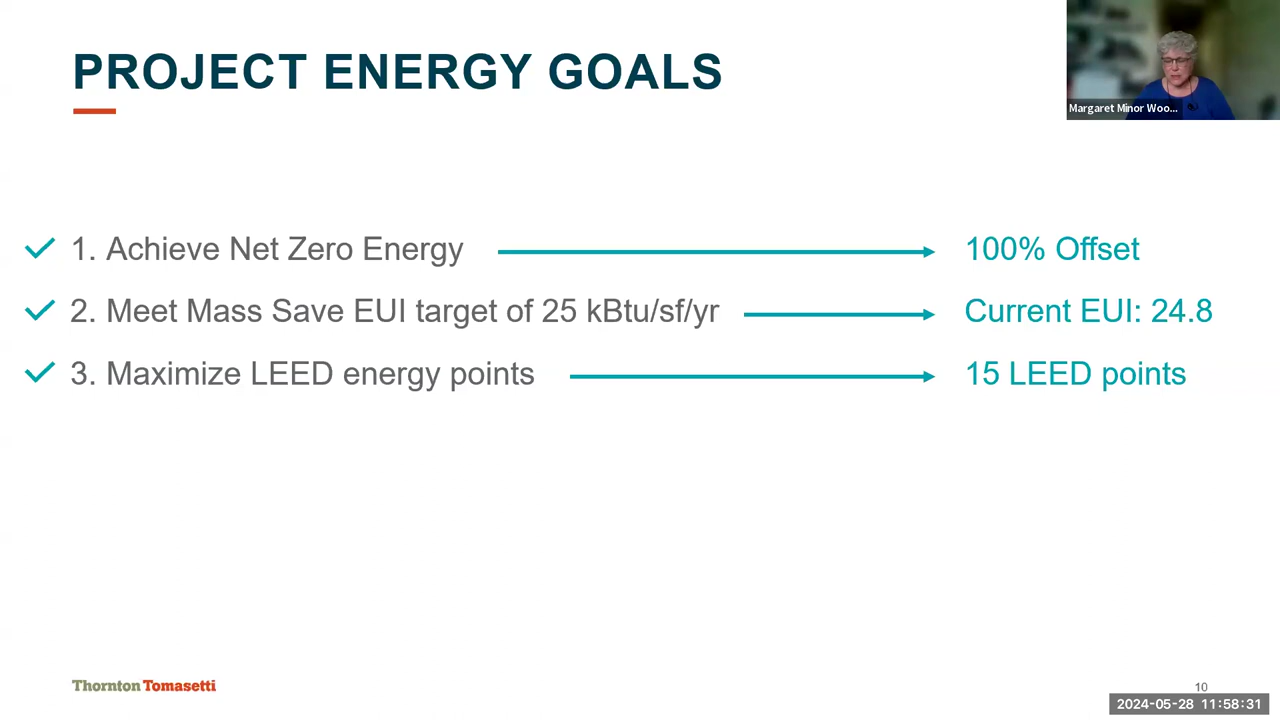 PROJECT ENERGY GOALS
Margaret Minor Woo...
1. Achieve Net Zero Energy 100% Offset
2. Meet Mass Save EUI target of 25 kBtu/sf/yr Current EUI: 24.8
3. Maximize LEED energy points 15 LEED points
Thornton Tomasetti
10
2024-05-28 11:58:31